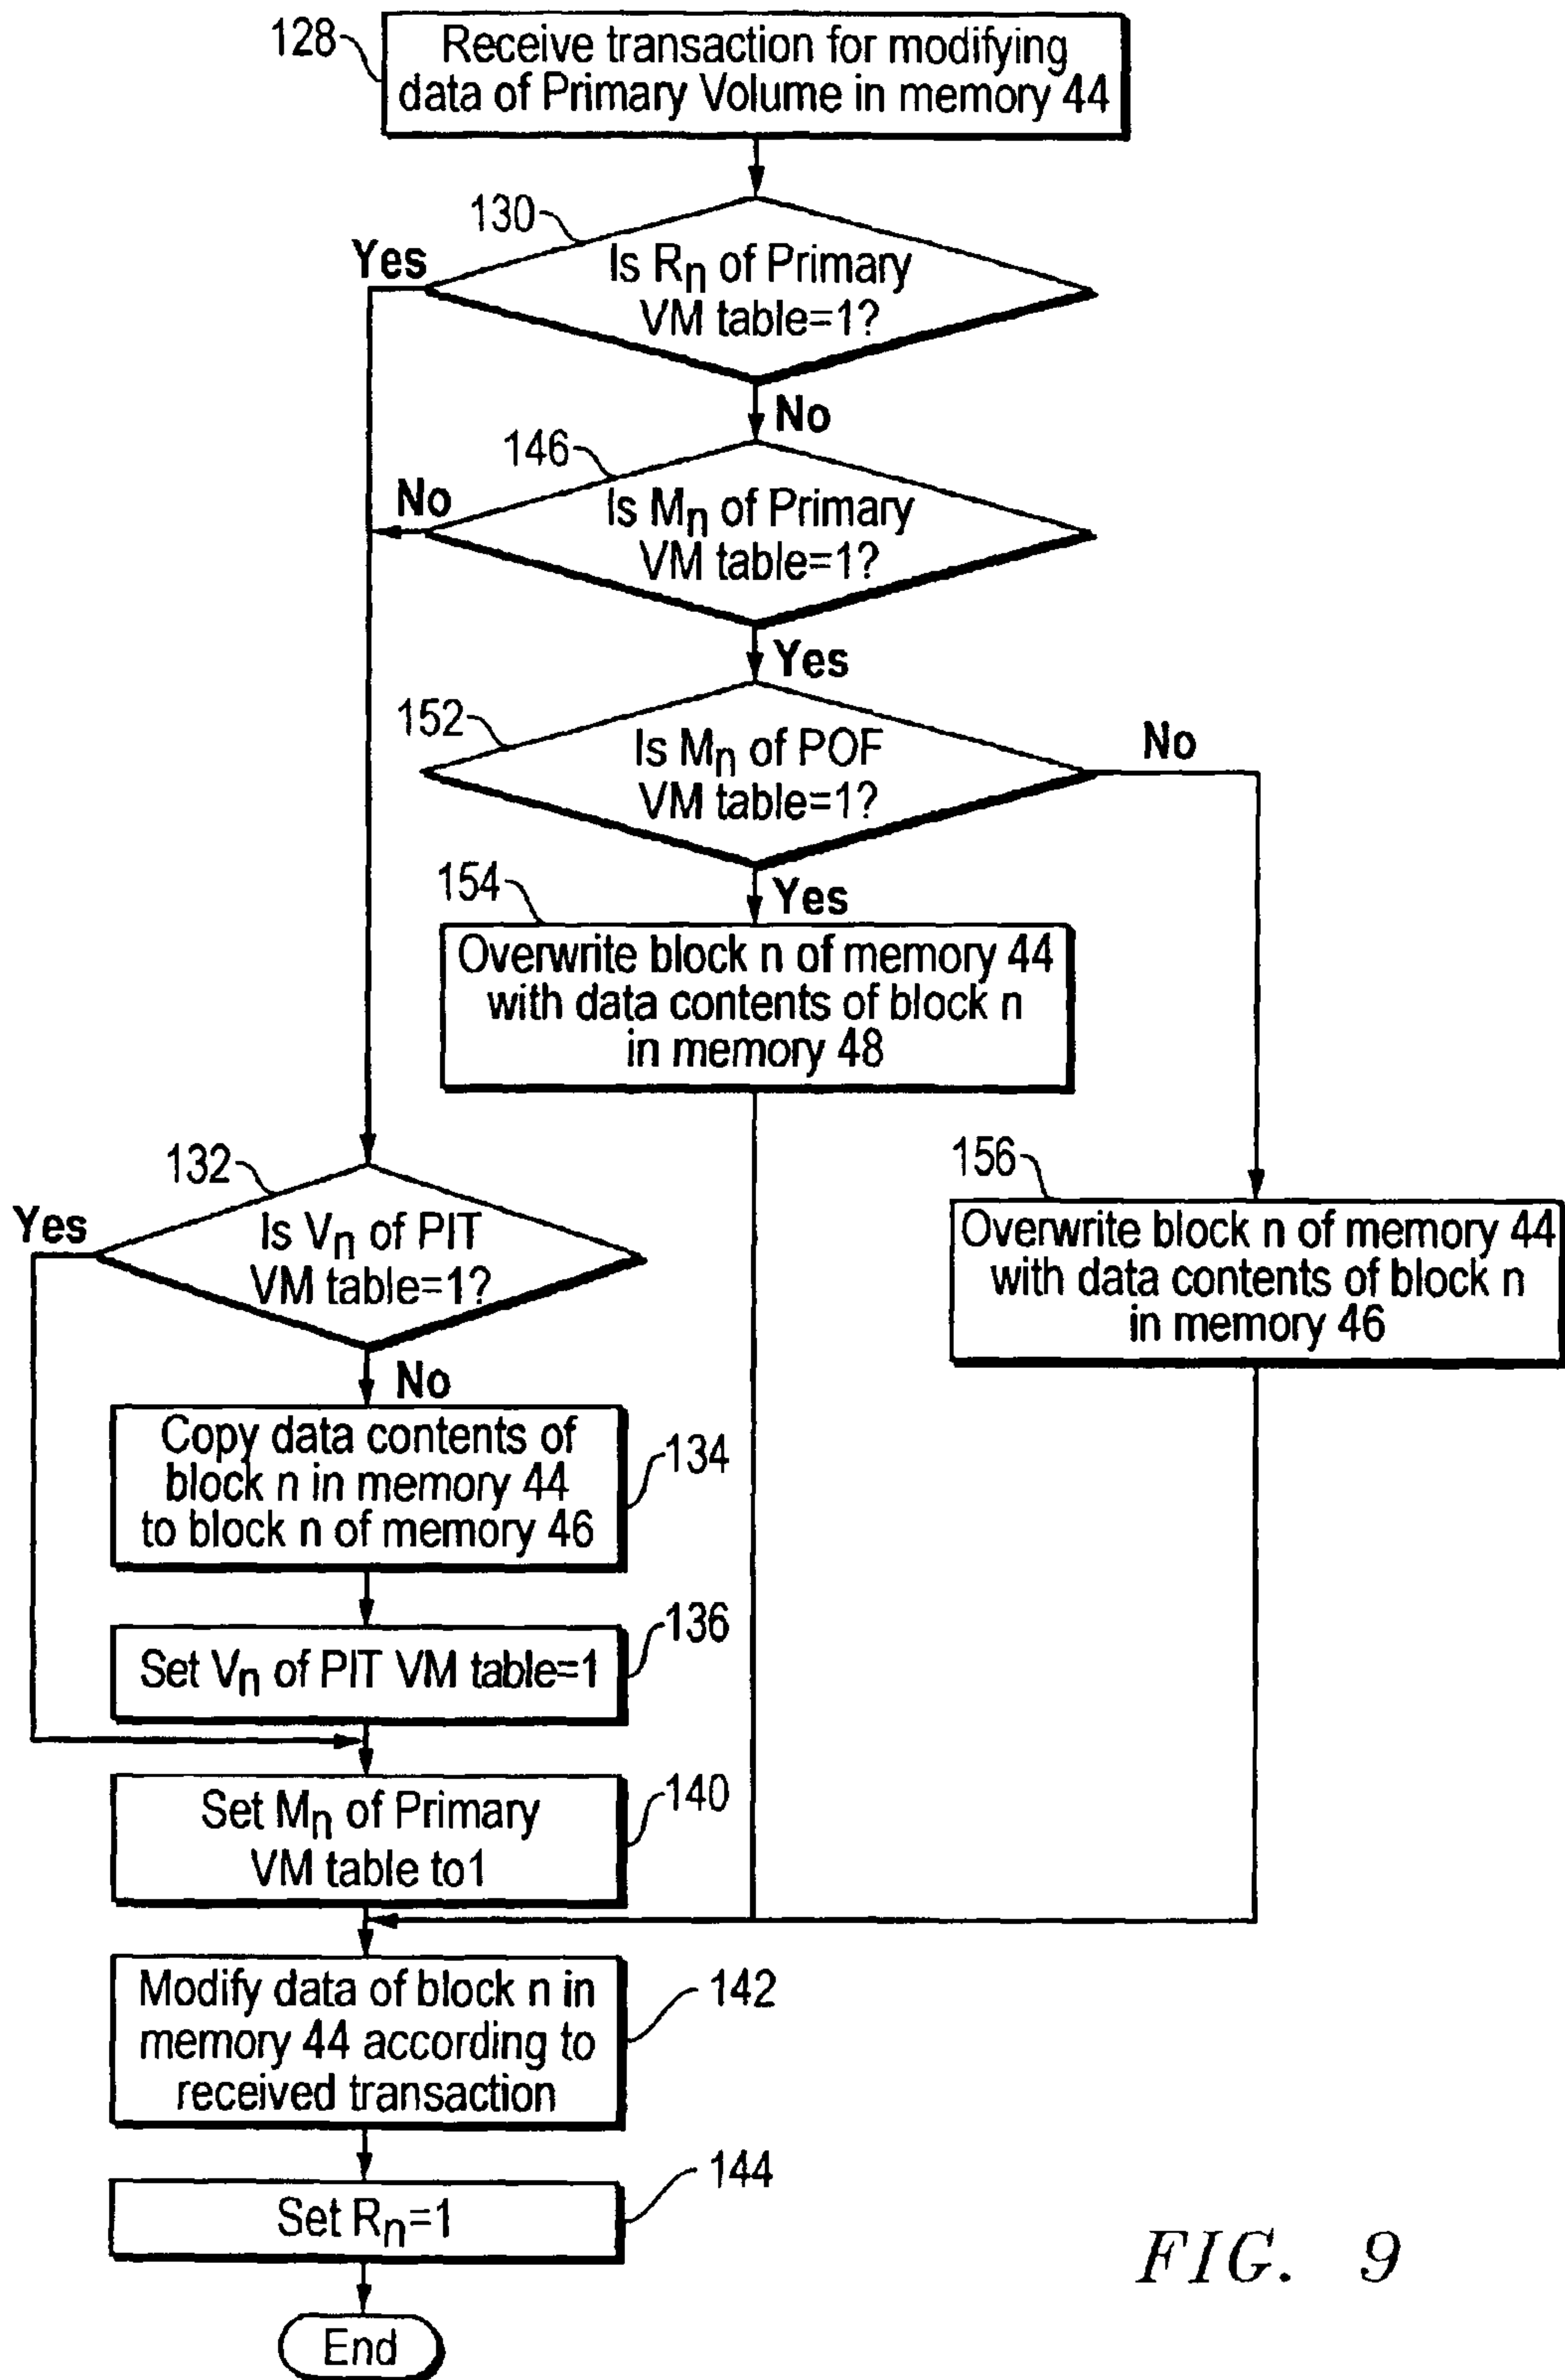 128
Receive transaction for modifying
data of Primary Volume in memory 44
130
Yes
Is Rn of Primary
VM table=1?
No
146
No
Is Mn of Primary
VM table=1?
Yes
152
Is Mn of POF
VM table=1?
No
154
Yes
Overwrite block n of memory 44
with data contents of block n
in memory 48
132
Yes
Is Vn of PIT
VM table=1?
No
156
Overwrite block n of memory 44
with data contents of block n
in memory 46
Copy data contents of
block n in memory 44
to block n of memory 46
134
Set Vn of PIT VM table=1
136
Set Mn of Primary
VM table to1
140
Modify data of block n in
memory 44 according to
received transaction
142
Set Rn=1
144
End
FIG. 9